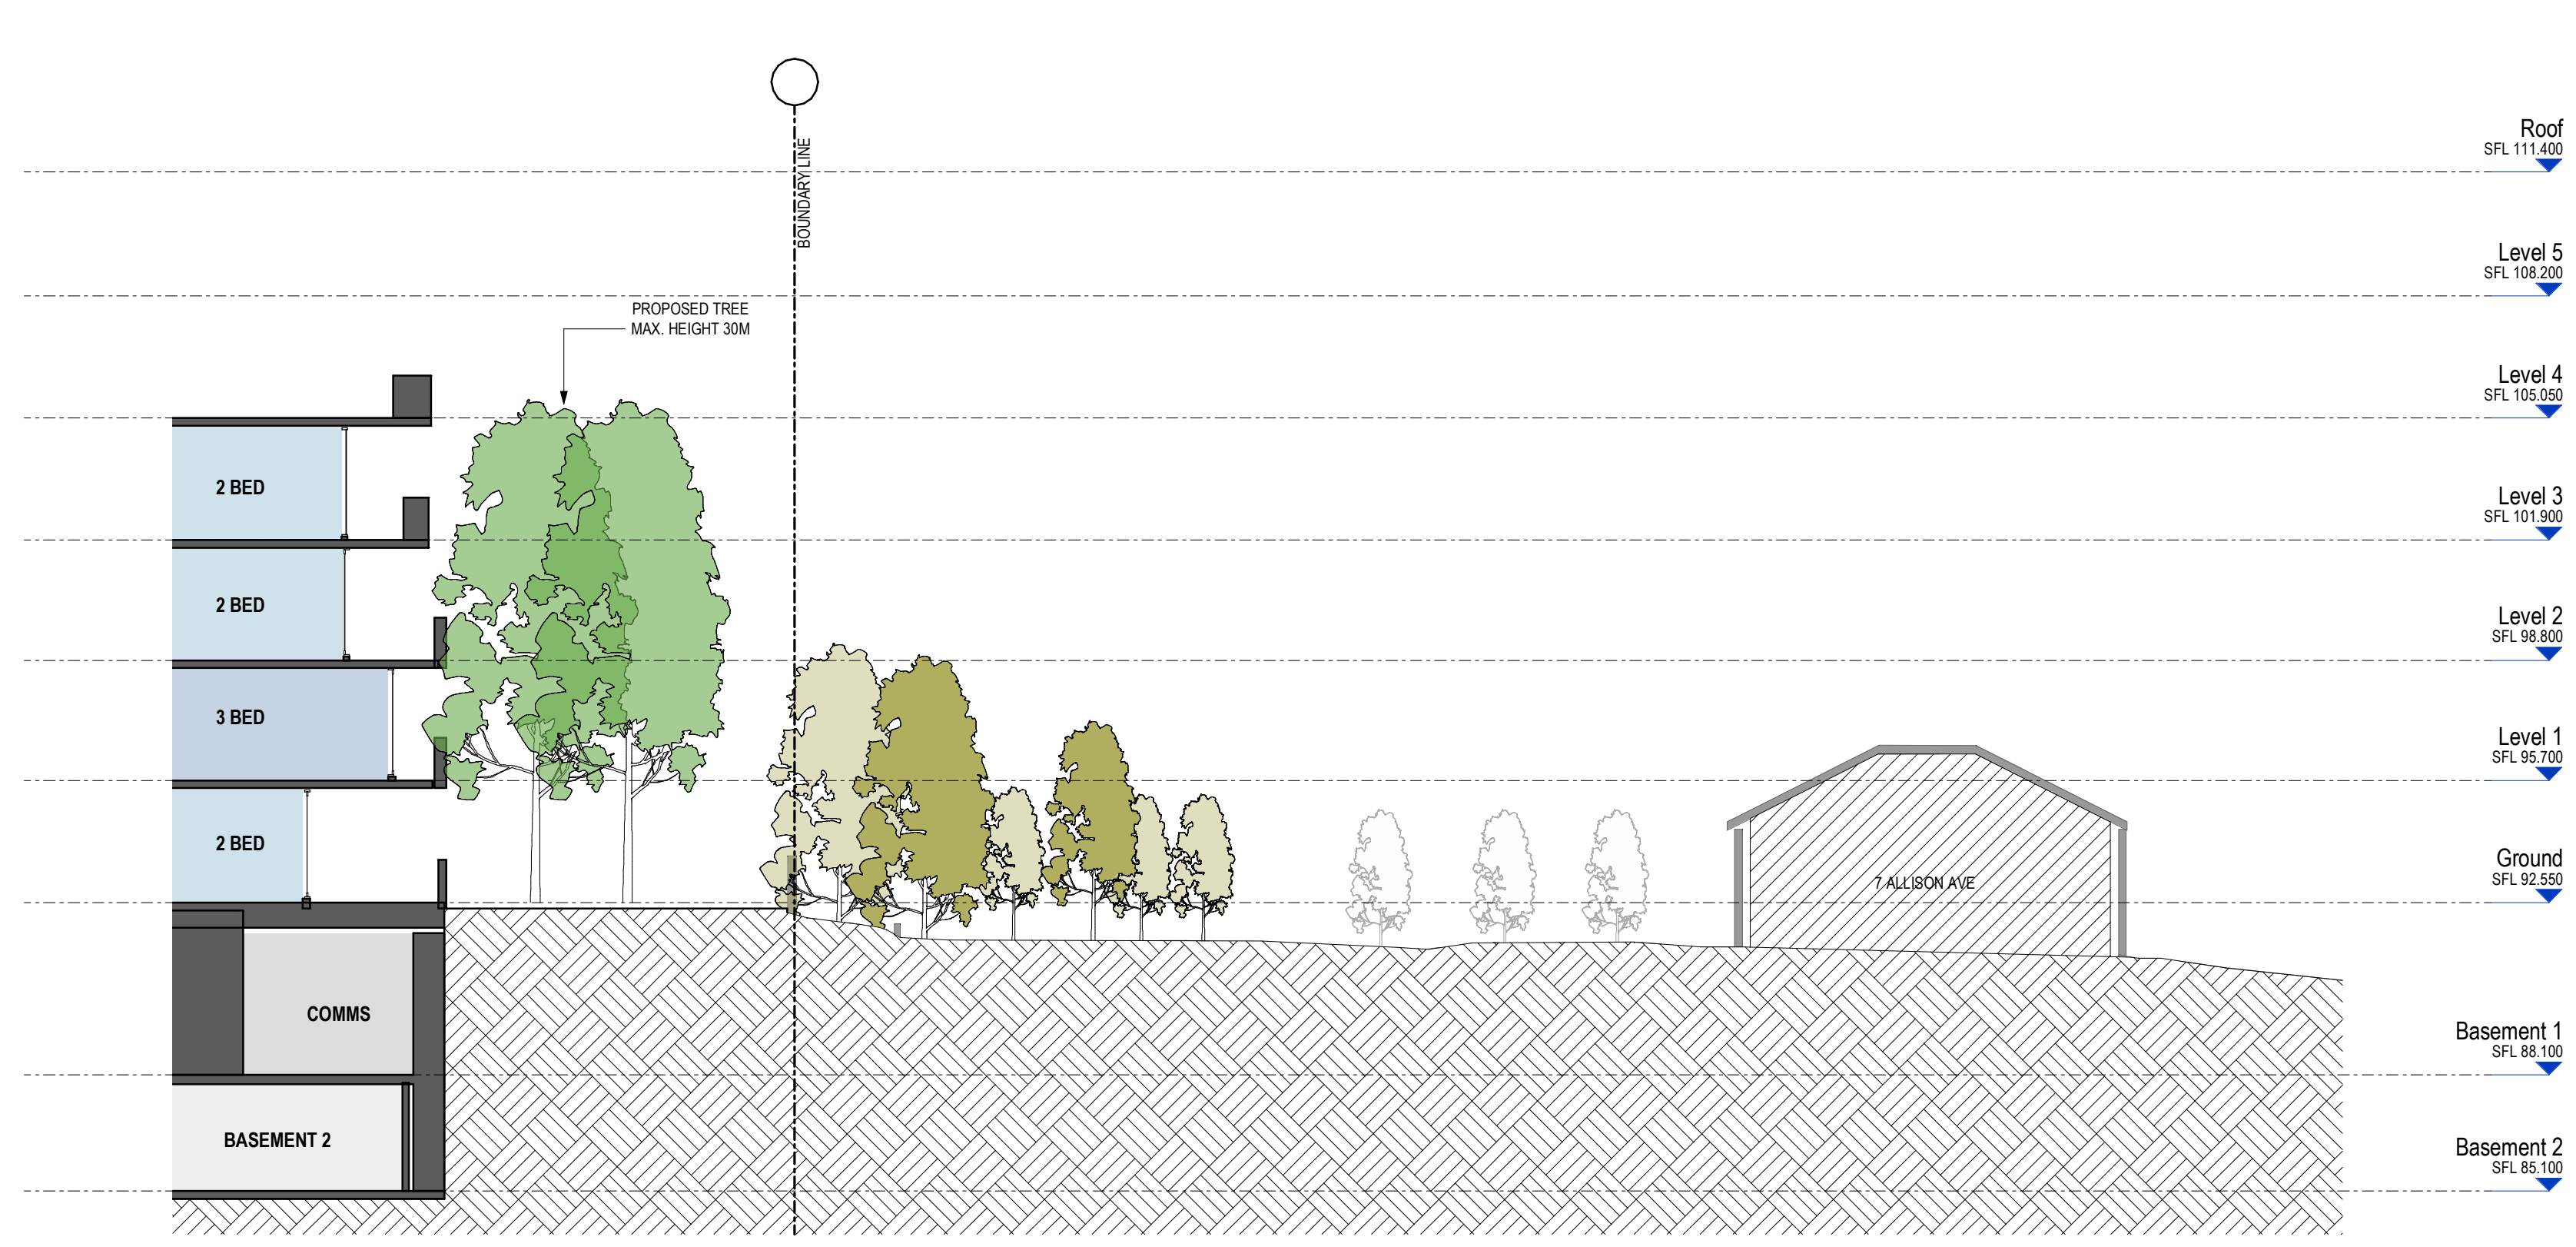 Roof
SFL 111.400
BOUNDARY LINE
Level 5
SFL 108.200
PROPOSED TREE
MAX. HEIGHT 30M
Level 4
SFL 105.050
2 BED
Level 3
SFL 101.900
2 BED
Level 2
SFL 98.800
3 BED
Level 1
SFL 95.700
2 BED
Ground
SFL 92.550
7 ALLISON AVE
COMMS
Basement 1
SFL 88.100
BASEMENT 2
Basement 2
SFL 85.100